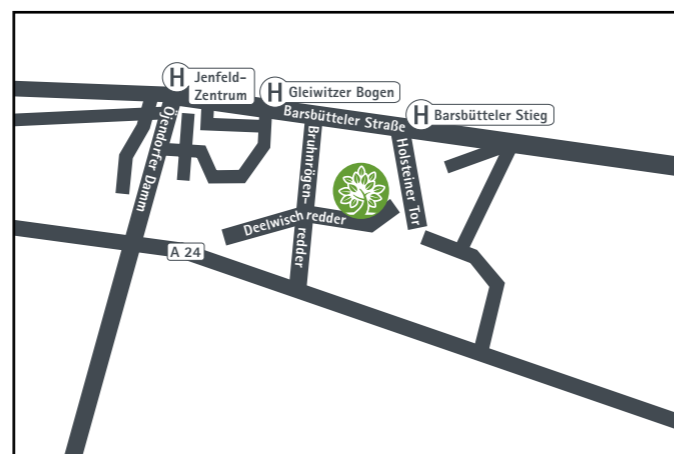 H Jenfeld-
Zentrum
H Gleiwitzer Bogen
Barsbütteler Straße
H Barsbütteler Stieg
Öjendorfer Damm
Bruhnrögen-
redder
Holsteiner Tor
Deelwischredder
A 24